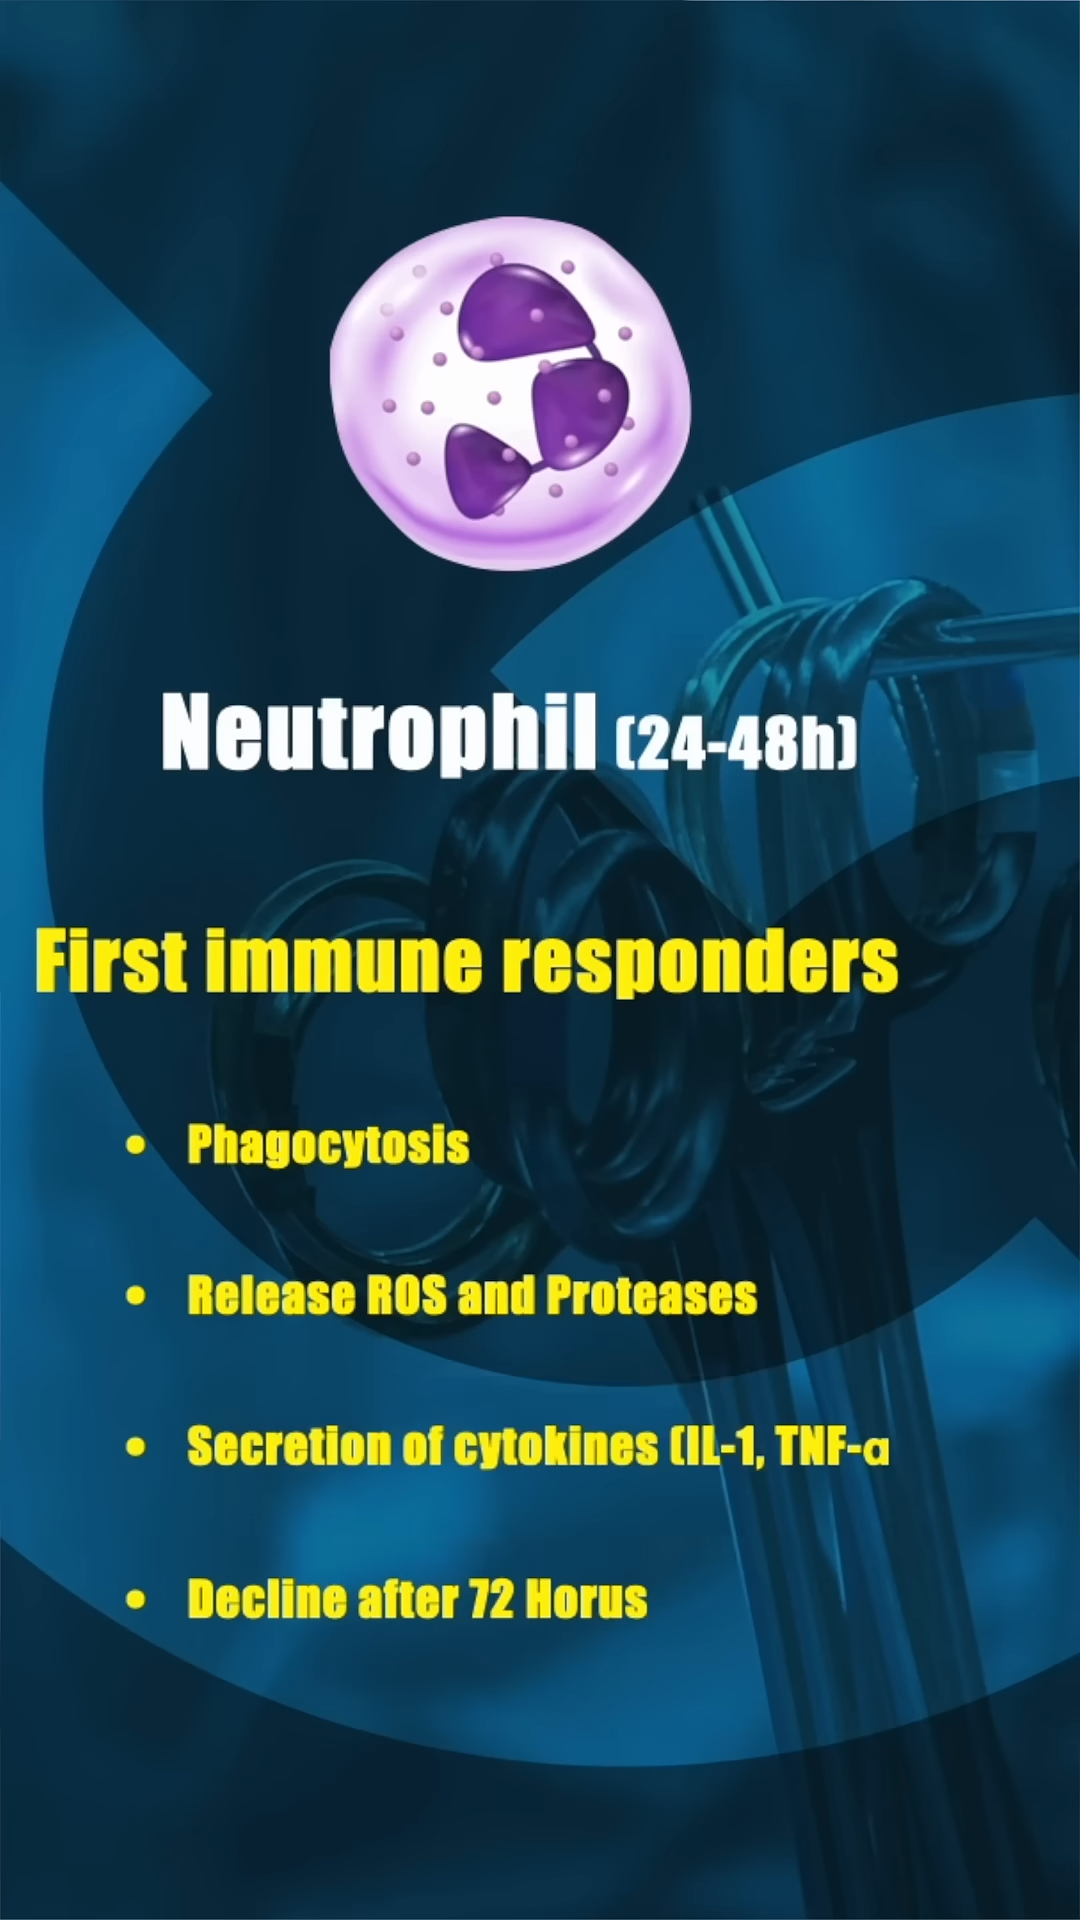 Neutrophil (24-48h)
First immune responders
• Phagocytosis
• Release ROS and Proteases
• Secretion of cytokines (IL-1, TNF-α
• Decline after 72 Horus